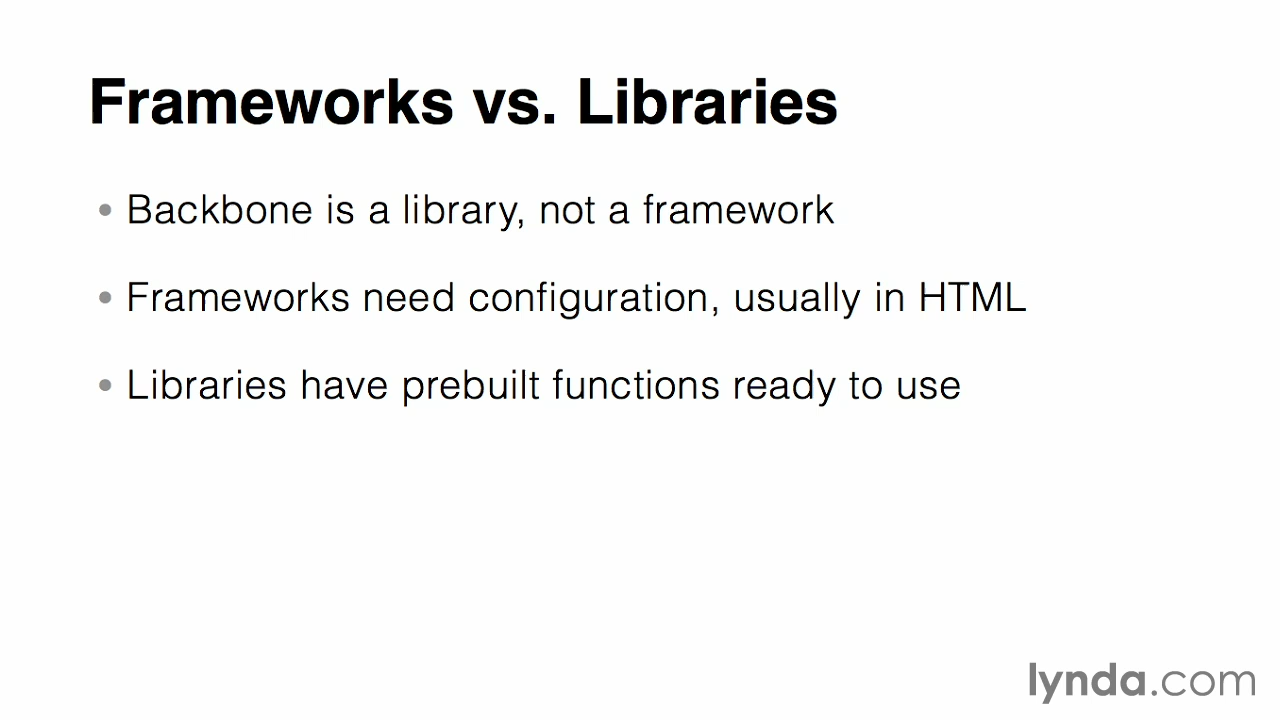 Frameworks vs. Libraries
• Backbone is a library, not a framework
• Frameworks need configuration, usually in HTML
• Libraries have prebuilt functions ready to use
lynda.com